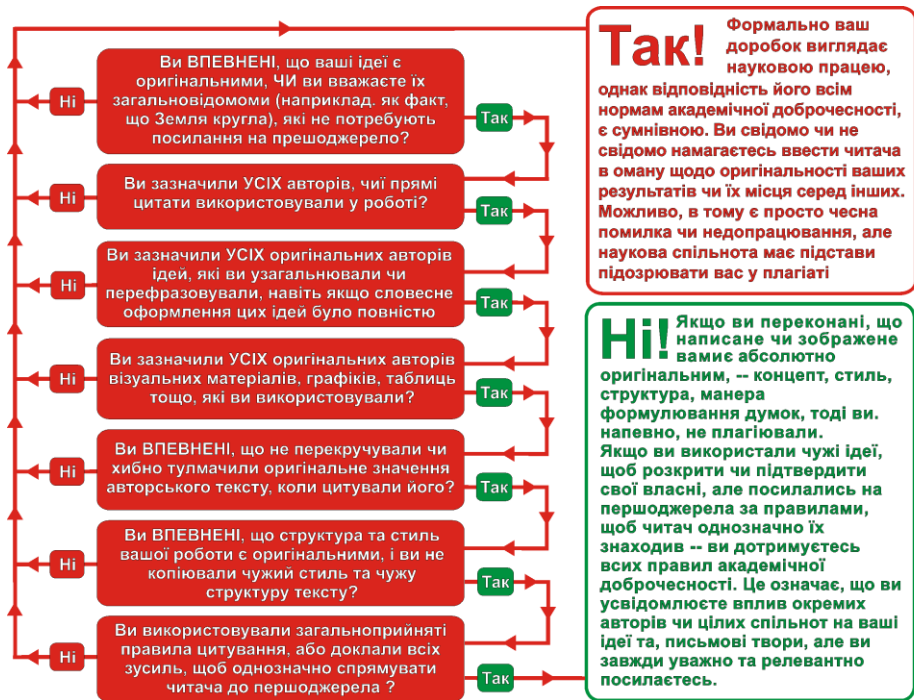 Ви ВПЕВНЕНІ, що ваші ідеї є
оригінальними, ЧИ ви вважаєте їх
загальновідомоми (наприклад. як факт,
що Земля кругла), які не потребують
посилання на прешоджерело?
Ні
Так
Ви зазначили УСІХ авторів, чиї прямі
цитати використовували у роботі?
Ні
Так
Ви зазначили УСІХ оригінальних авторів
ідей, які ви узагальнювали чи
перефразовували, навіть якщо словесне
оформлення цих ідей було повністю
Ні
Так
Ви зазначили УСІХ оригінальних авторів
візуальних матеріалів, графіків, таблиць
тощо, які ви використовували?
Ні
Так
Ви ВПЕВНЕНІ, що не перекручували чи
хибно тулмачили оригінальне значення
авторського тексту, коли цитували його?
Ні
Так
Ви ВПЕВНЕНІ, що структура та стиль
вашої роботи є оригінальними, і ви не
копіювали чужий стиль та чужу
структуру тексту?
Ні
Так
Ви використовували загальноприйняті
правила цитування, або доклали всіх
зусиль, щоб однозначно спрямувати
читача до першоджерела ?
Ні
Так
Так! Формально ваш
доробок виглядає
науковою працею,
однак відповідність його всім
нормам академічної доброчесності,
є сумнівною. Ви свідомо чи не
свідомо намагаєтесь ввести читача
в оману щодо оригінальності ваших
результатів чи їх місця серед інших.
Можливо, в тому є просто чесна
помилка чи недопрацювання, але
наукова спільнота має підстави
підозрювати вас у плагіаті
Ні! Якщо ви переконані, що
написане чи зображене
вамиє абсолютно
оригінальним, -- концепт, стиль,
структура, манера
формулювання думок, тоді ви.
напевно, не плагіювали.
Якщо ви використали чужі ідеї,
щоб розкрити чи підтвердити
свої власні, але посилались на
першоджерела за правилами,
щоб читач однозначно їх
знаходив -- ви дотримуєтесь
всих правил академічної
доброчесності. Це означає, що ви
усвідомлюєте вплив окремих
авторів чи цілих спільнот на ваші
ідеї та, письмові твори, але ви
завжди уважно та релевантно
посилаєтесь.